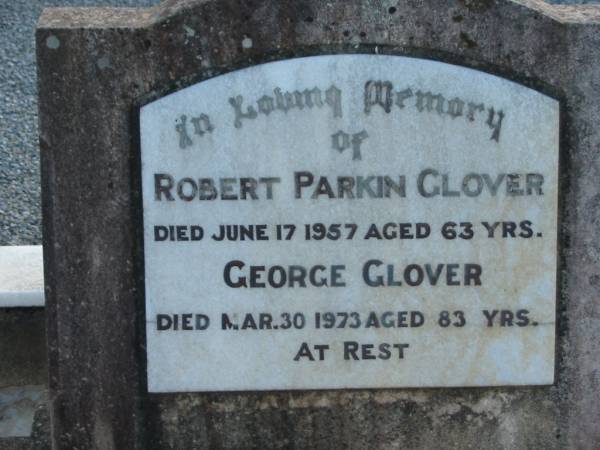 In Loving Memory
of
ROBERT PARKIN GLOVER
DIED JUNE 17 1957 AGED 63 YRS.
GEORGE GLOVER
DIED MAR. 30 1973 AGED 83 YRS.
AT REST